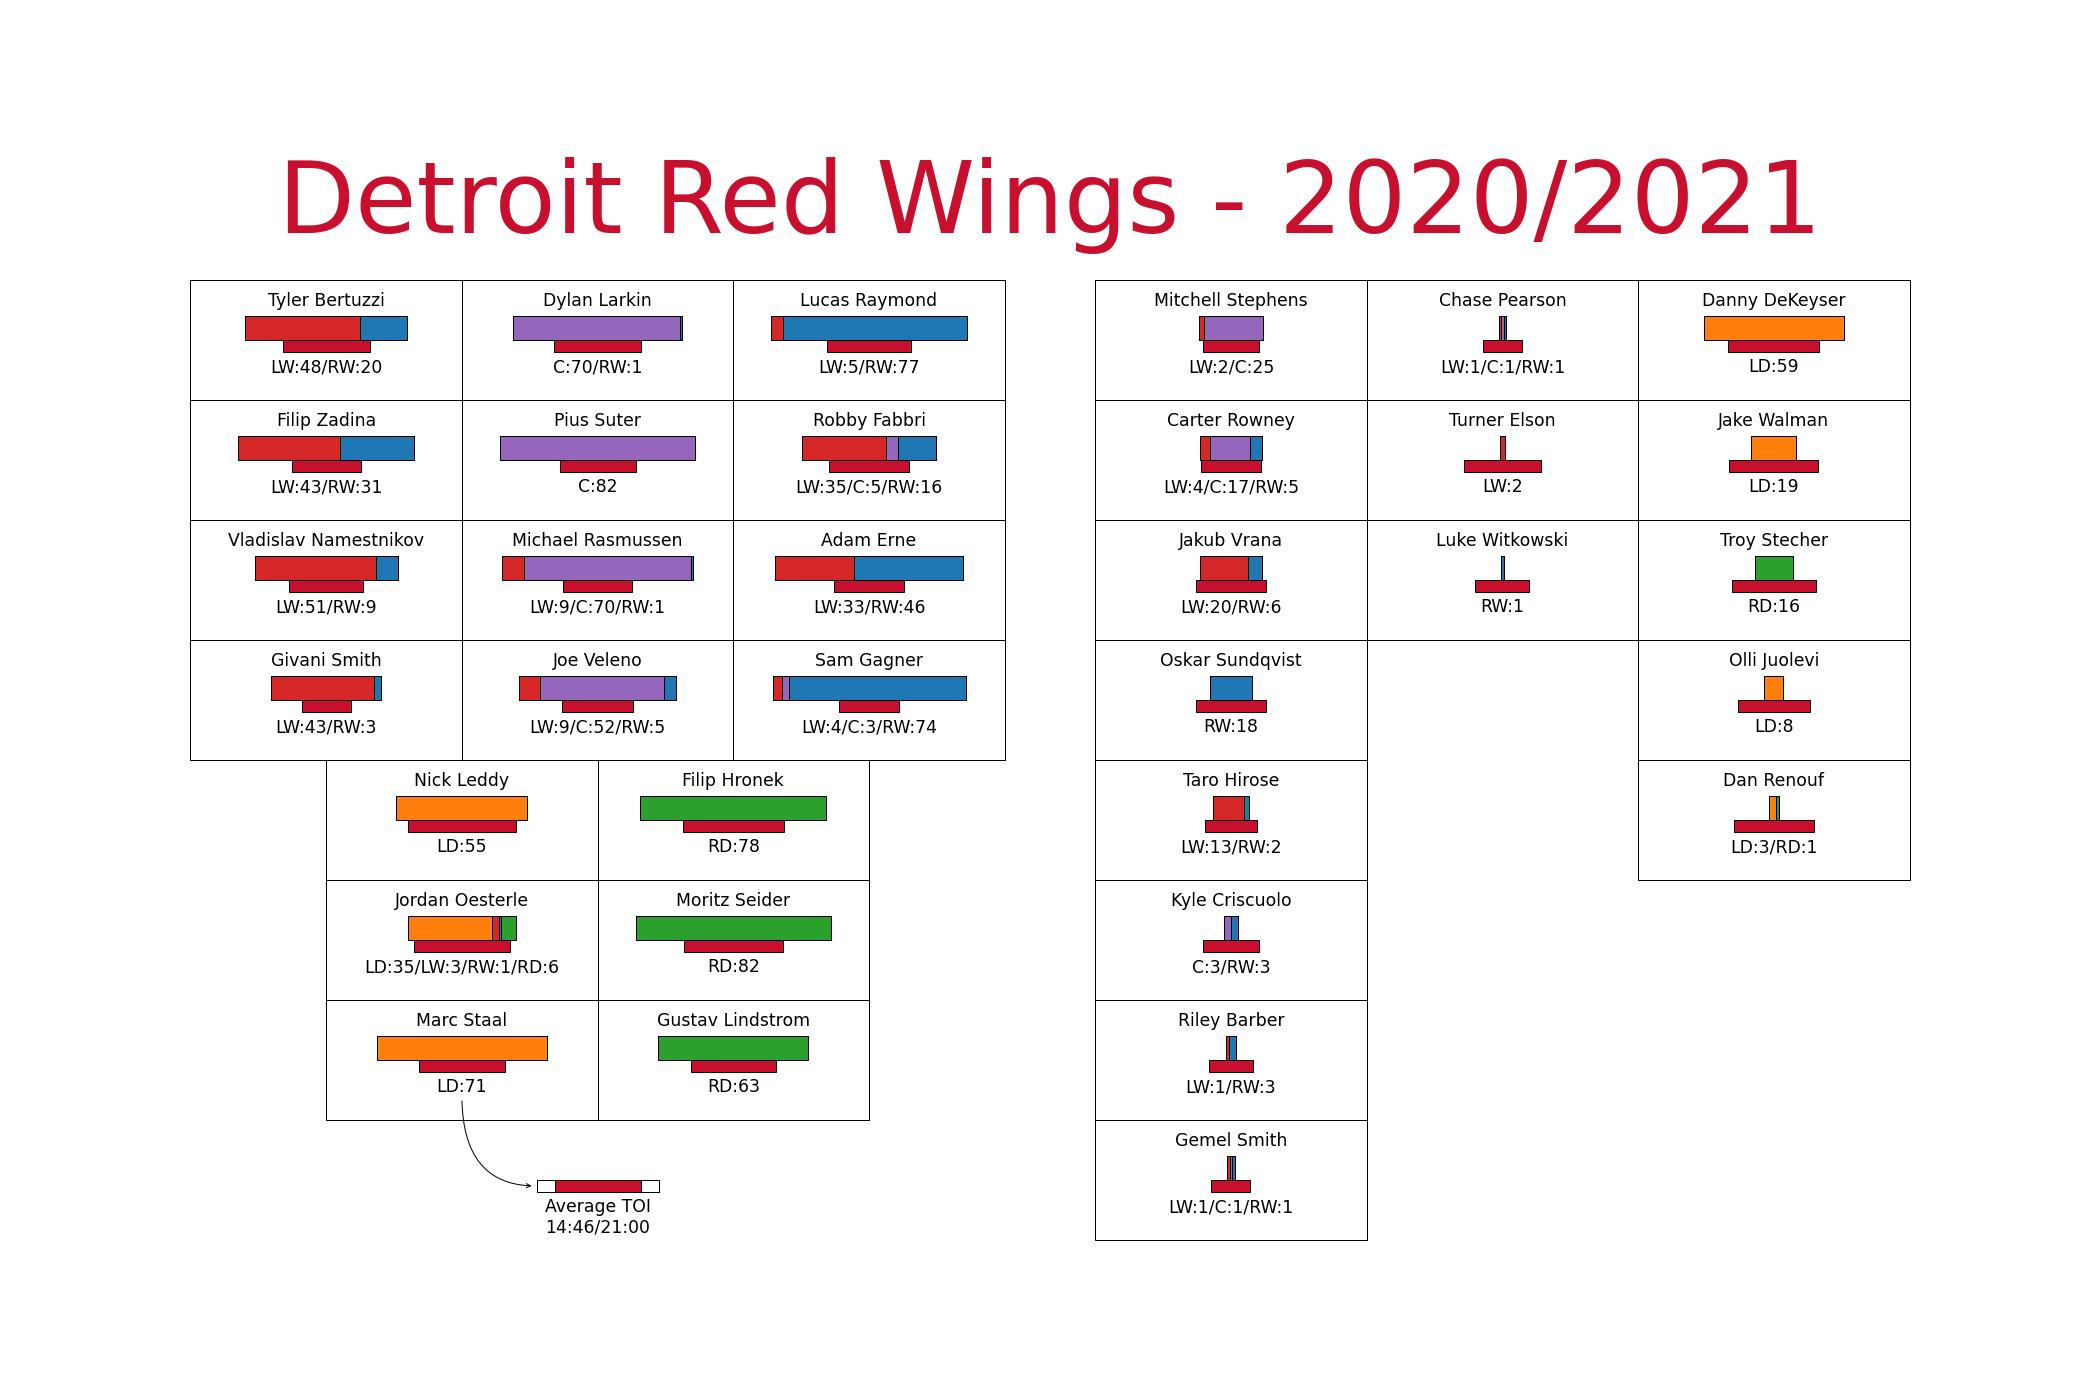 Detroit Red Wings - 2020/2021
Tyler Bertuzzi
LW:48/RW:20
Dylan Larkin
C:70/RW:1
Lucas Raymond
LW:5/RW:77
Filip Zadina
LW:43/RW:31
Pius Suter
C:82
Robby Fabbri
LW:35/C:5/RW:16
Vladislav Namestnikov
LW:51/RW:9
Michael Rasmussen
LW:9/C:70/RW:1
Adam Erne
LW:33/RW:46
Givani Smith
LW:43/RW:3
Joe Veleno
LW:9/C:52/RW:5
Sam Gagner
LW:4/C:3/RW:74
Nick Leddy
LD:55
Filip Hronek
RD:78
Jordan Oesterle
LD:35/LW:3/RW:1/RD:6
Moritz Seider
RD:82
Marc Staal
LD:71
Gustav Lindstrom
RD:63
Average TOI
14:46/21:00
Mitchell Stephens
LW:2/C:25
Chase Pearson
LW:1/C:1/RW:1
Danny DeKeyser
LD:59
Carter Rowney
LW:4/C:17/RW:5
Turner Elson
LW:2
Jake Walman
LD:19
Jakub Vrana
LW:20/RW:6
Luke Witkowski
RW:1
Troy Stecher
RD:16
Oskar Sundqvist
RW:18
Olli Juolevi
LD:8
Taro Hirose
LW:13/RW:2
Dan Renouf
LD:3/RD:1
Kyle Criscuolo
C:3/RW:3
Riley Barber
LW:1/RW:3
Gemel Smith
LW:1/C:1/RW:1